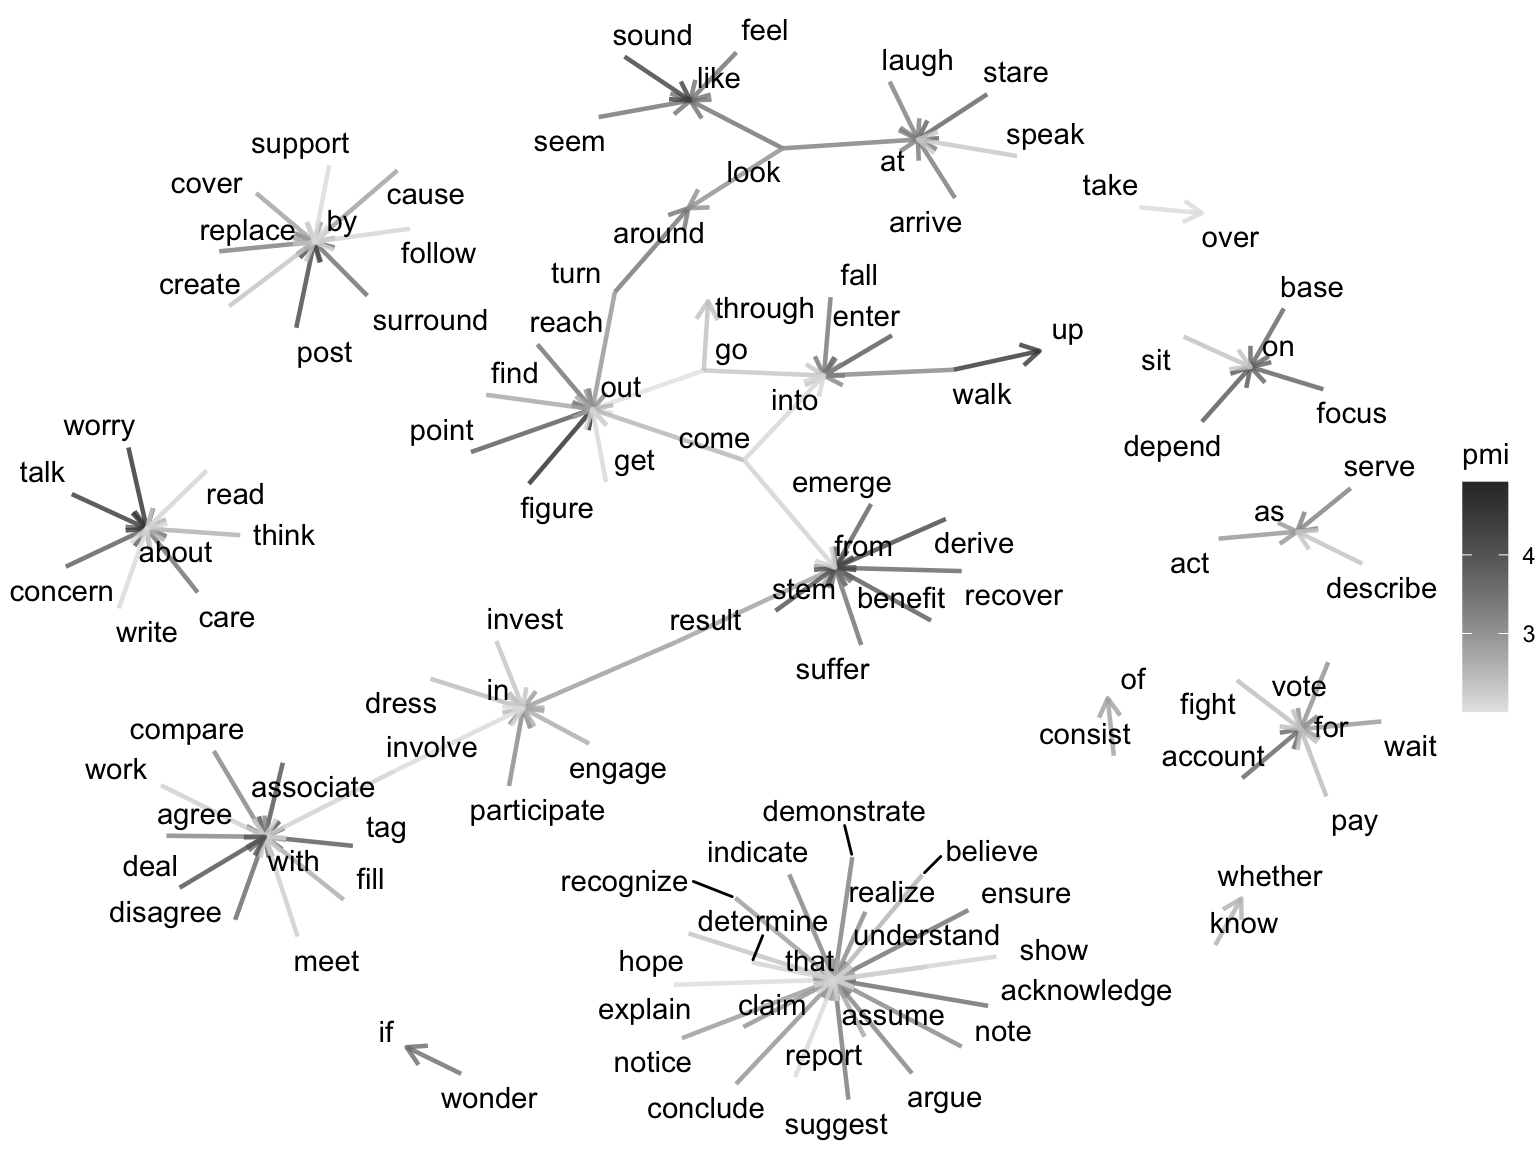 sound
feel
like
laugh
stare
seem
speak
at
support
look
take
cover
cause
arrive
replace
by
around
over
follow
create
turn
fall
base
surround
reach
through
enter
up
post
go
on
sit
find
out
into
walk
focus
point
come
get
depend
worry
pmi
talk
read
figure
emerge
serve
think
about
from
derive
as
4
concern
stem
benefit
recover
act
describe
write
care
invest
result
3
suffer
in
of
vote
dress
fight
for
compare
involve
consist
wait
work
associate
engage
account
agree
participate
tag
demonstrate
pay
deal
with
fill
indicate
believe
recognize
realize
ensure
whether
disagree
determine
understand
know
meet
hope
that
show
explain
claim
assume
acknowledge
if
note
notice
report
wonder
conclude
argue
suggest